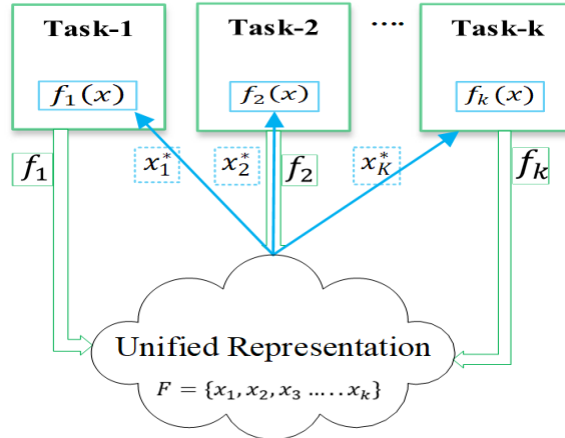 Task-1
Task-2
....
Task-k
f₁(x)
f₂(x)
fₖ(x)
f₁
x₁*
x₂*
f₂
x_K*
fₖ
Unified Representation
F = {x₁, x₂, x₃ ..... xₖ}